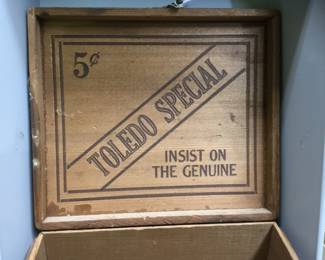 5¢
TOLEDO SPECIAL
INSIST ON
THE GENUINE